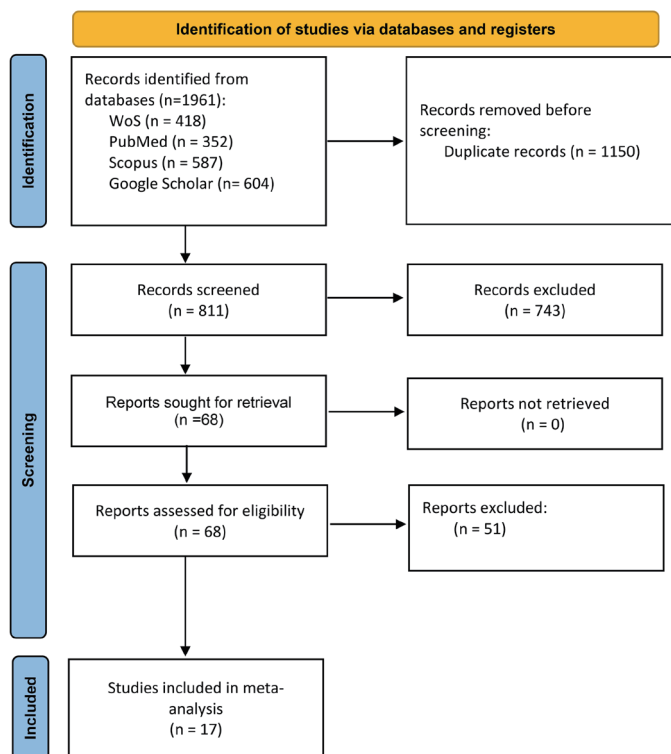 Identification of studies via databases and registers
Identification
Records identified from
databases (n=1961):
WoS (n = 418)
PubMed (n = 352)
Scopus (n = 587)
Google Scholar (n= 604)
Records removed before
screening:
Duplicate records (n = 1150)
Screening
Records screened
(n = 811)
Records excluded
(n = 743)
Reports sought for retrieval
(n =68)
Reports not retrieved
(n = 0)
Reports assessed for eligibility
(n = 68)
Reports excluded:
(n = 51)
Included
Studies included in meta-
analysis
(n = 17)